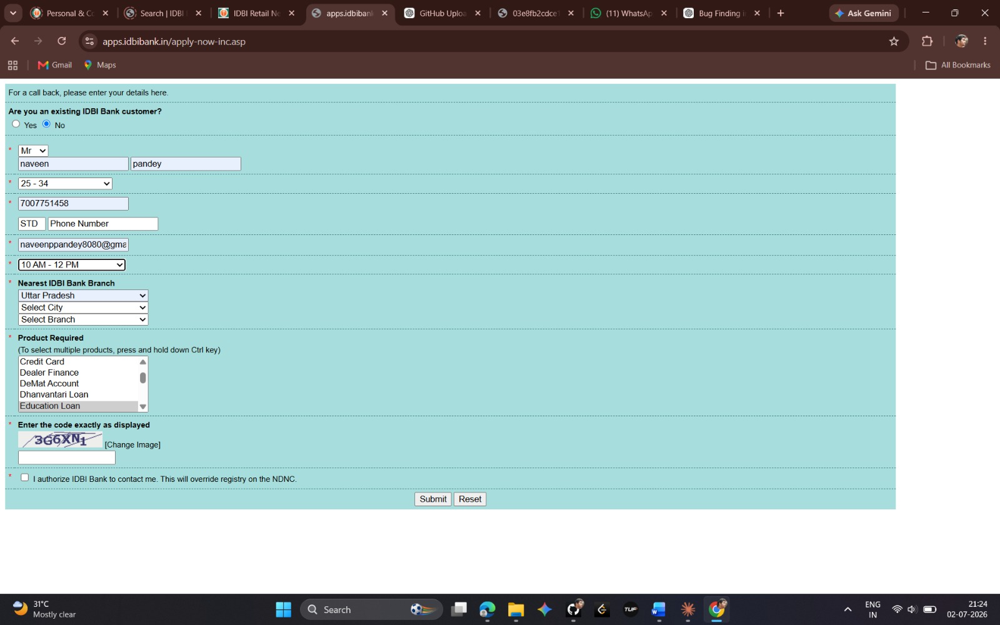 Personal & Co
Search | IDBI
IDBI Retail Ne
apps.idbibank
GitHub Uploa
03e8fb2cdce1
(11) WhatsAp
Bug Finding i
Ask Gemini
apps.idbibank.in/apply-now-inc.asp
Gmail
Maps
All Bookmarks
For a call back, please enter your details here.
Are you an existing IDBI Bank customer?
Yes No
* Mr
naveen pandey
* 25 - 34
* 7007751458
STD Phone Number
* naveenppandey8080@gma
* 10 AM - 12 PM
* Nearest IDBI Bank Branch
Uttar Pradesh
Select City
Select Branch
* Product Required
(To select multiple products, press and hold down Ctrl key)
Credit Card
Dealer Finance
DeMat Account
Dhanvantari Loan
Education Loan
* Enter the code exactly as displayed
3G6XN1 [Change Image]
* I authorize IDBI Bank to contact me. This will override registry on the NDNC.
Submit Reset
31°C
Mostly clear
Search
TUF
ENG
IN
21:24
02-07-2026